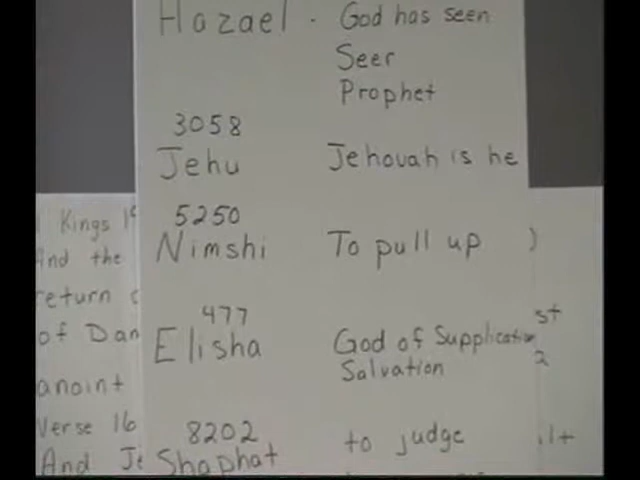 Hazael - God has seen
Seer
Prophet
3058
Jehu Jehovah is he
5250
Nimshi To pull up
477
Elisha God of Supplication
Salvation
8202
Shaphat to judge
Kings
And the
return
of Dan
anoint
Verse 16
And